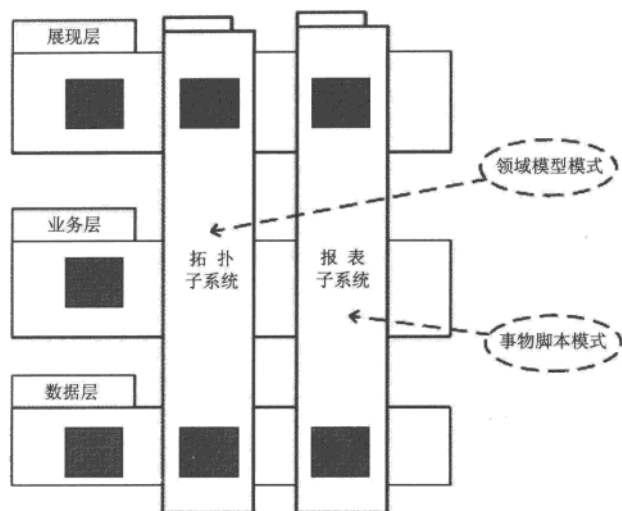 展现层
领域模型模式
业务层
拓扑
子系统
报表
子系统
事物脚本模式
数据层